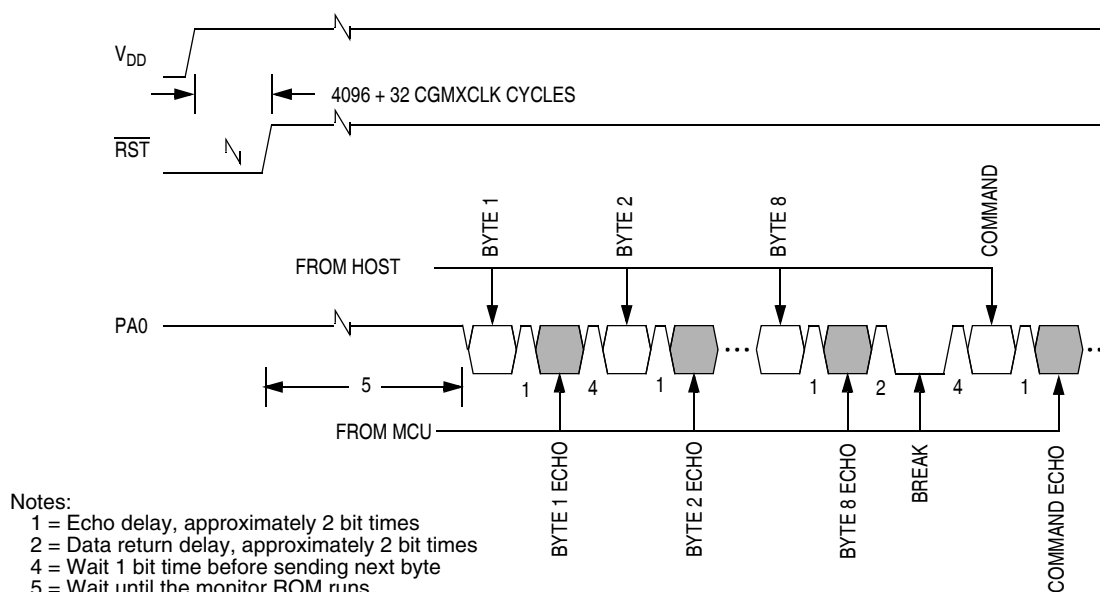 VDD
4096 + 32 CGMXCLK CYCLES
RST
BYTE 1
BYTE 2
BYTE 8
COMMAND
FROM HOST
PA0
5
1
4
1
1
2
4
1
FROM MCU
BYTE 1 ECHO
BYTE 2 ECHO
BYTE 8 ECHO
BREAK
COMMAND ECHO
Notes:
1 = Echo delay, approximately 2 bit times
2 = Data return delay, approximately 2 bit times
4 = Wait 1 bit time before sending next byte
5 = Wait until the monitor ROM runs